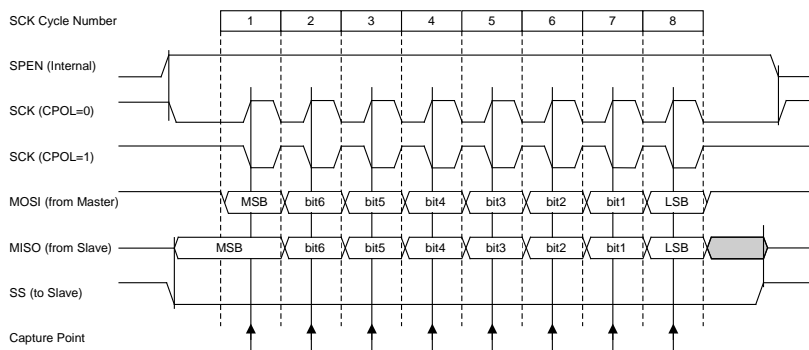 SCK Cycle Number 1 2 3 4 5 6 7 8
SPEN (Internal)
SCK (CPOL=0)
SCK (CPOL=1)
MOSI (from Master) MSB bit6 bit5 bit4 bit3 bit2 bit1 LSB
MISO (from Slave) MSB bit6 bit5 bit4 bit3 bit2 bit1 LSB
SS (to Slave)
Capture Point